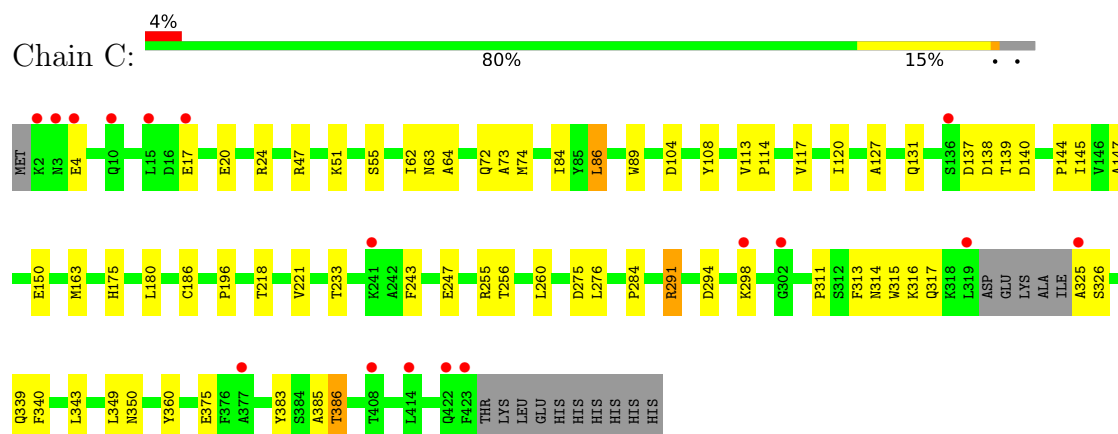 4%
Chain C:
80% 15% • •
MET K2 N3 E4 Q10 L15 D16 E17 E20 R24 R47 K51 S55 I62 N63 A64 Q72 A73 M74 I84 Y85 L86 W89 D104 Y108 V113 P114 V117 I120 A127 Q131 S136 D137 D138 T139 D140 P144 I145 V146 A147
E150 M163 H175 L180 C186 P196 T218 V221 T233 K241 A242 F243 E247 R255 T256 L260 D275 L276 P284 R291 D294 K298 G302 P311 S312 F313 N314 W315 K316 Q317 K318 L319 ASP GLU LYS ALA ILE A325 S326
Q339 F340 L343 L349 N350 Y360 E375 F376 A377 Y383 S384 A385 T386 T408 L414 Q422 F423 THR LYS LEU GLU HIS HIS HIS HIS HIS HIS